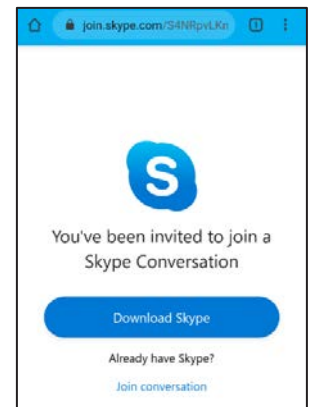 join.skype.com/S4NRpvLKn
1
S
You've been invited to join a
Skype Conversation
Download Skype
Already have Skype?
Join conversation